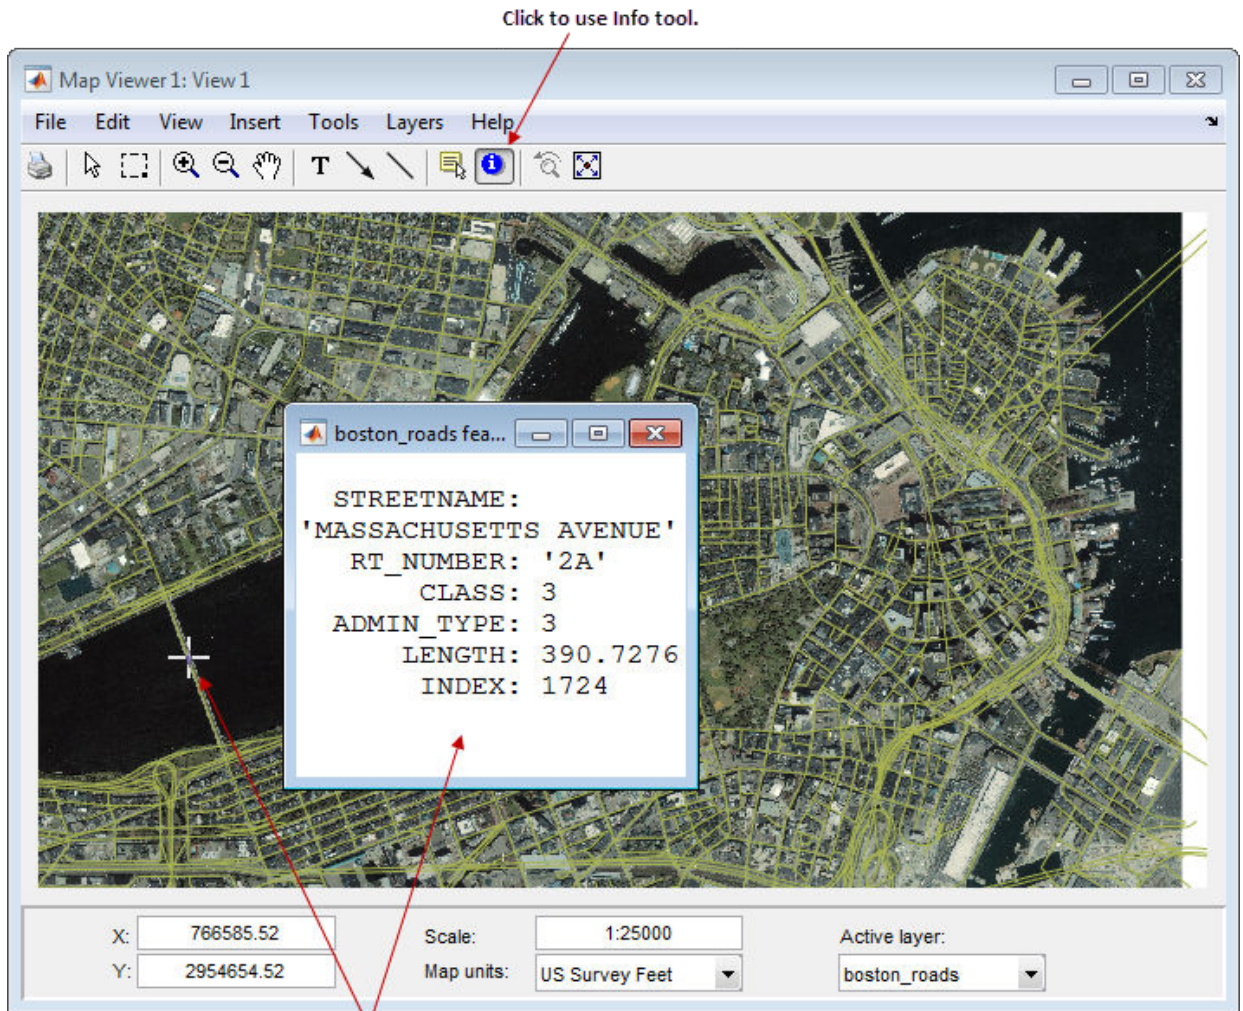 Click to use Info tool.
Map Viewer 1: View 1
File Edit View Insert Tools Layers Help
T i
boston_roads fea...
STREETNAME:
'MASSACHUSETTS AVENUE'
RT_NUMBER: '2A'
CLASS: 3
ADMIN_TYPE: 3
LENGTH: 390.7276
INDEX: 1724
X: 766585.52 Scale: 1:25000 Active layer:
Y: 2954654.52 Map units: US Survey Feet boston_roads